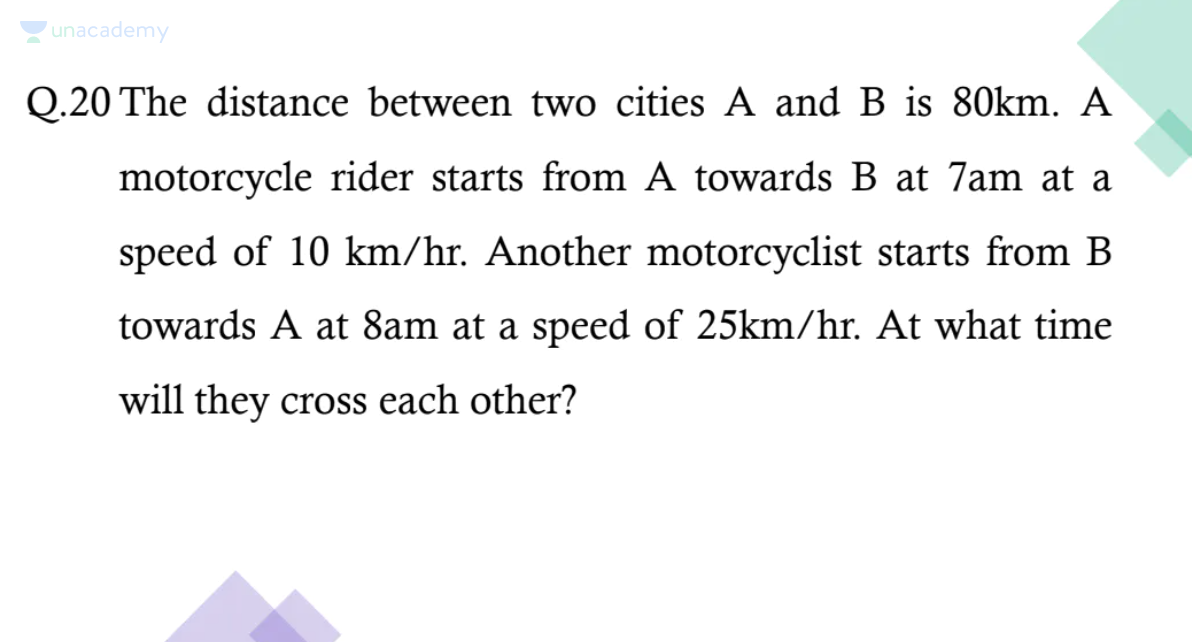 unacademy
Q.20 The distance between two cities A and B is 80km. A
motorcycle rider starts from A towards B at 7am at a
speed of 10 km/hr. Another motorcyclist starts from B
towards A at 8am at a speed of 25km/hr. At what time
will they cross each other?